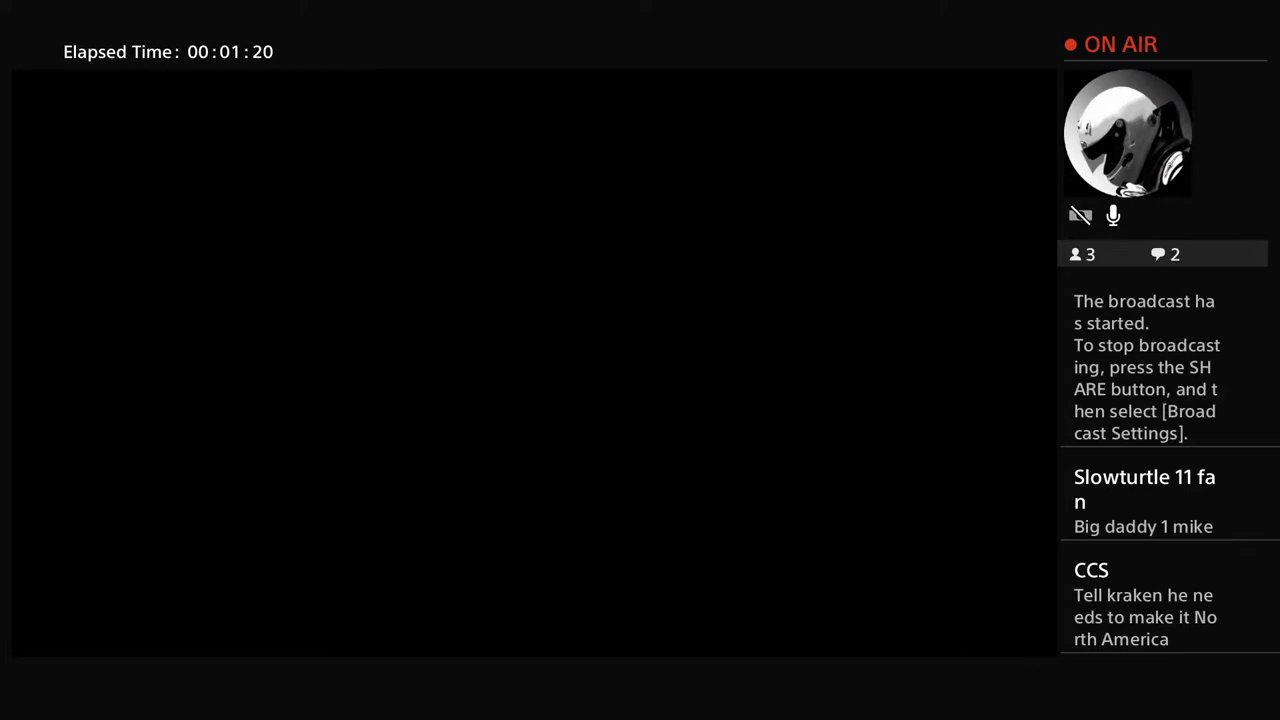 Elapsed Time: 00:01:20
ON AIR
3 2
The broadcast ha
s started.
To stop broadcast
ing, press the SH
ARE button, and t
hen select [Broad
cast Settings].
Slowturtle 11 fa
n
Big daddy 1 mike
CCS
Tell kraken he ne
eds to make it No
rth America